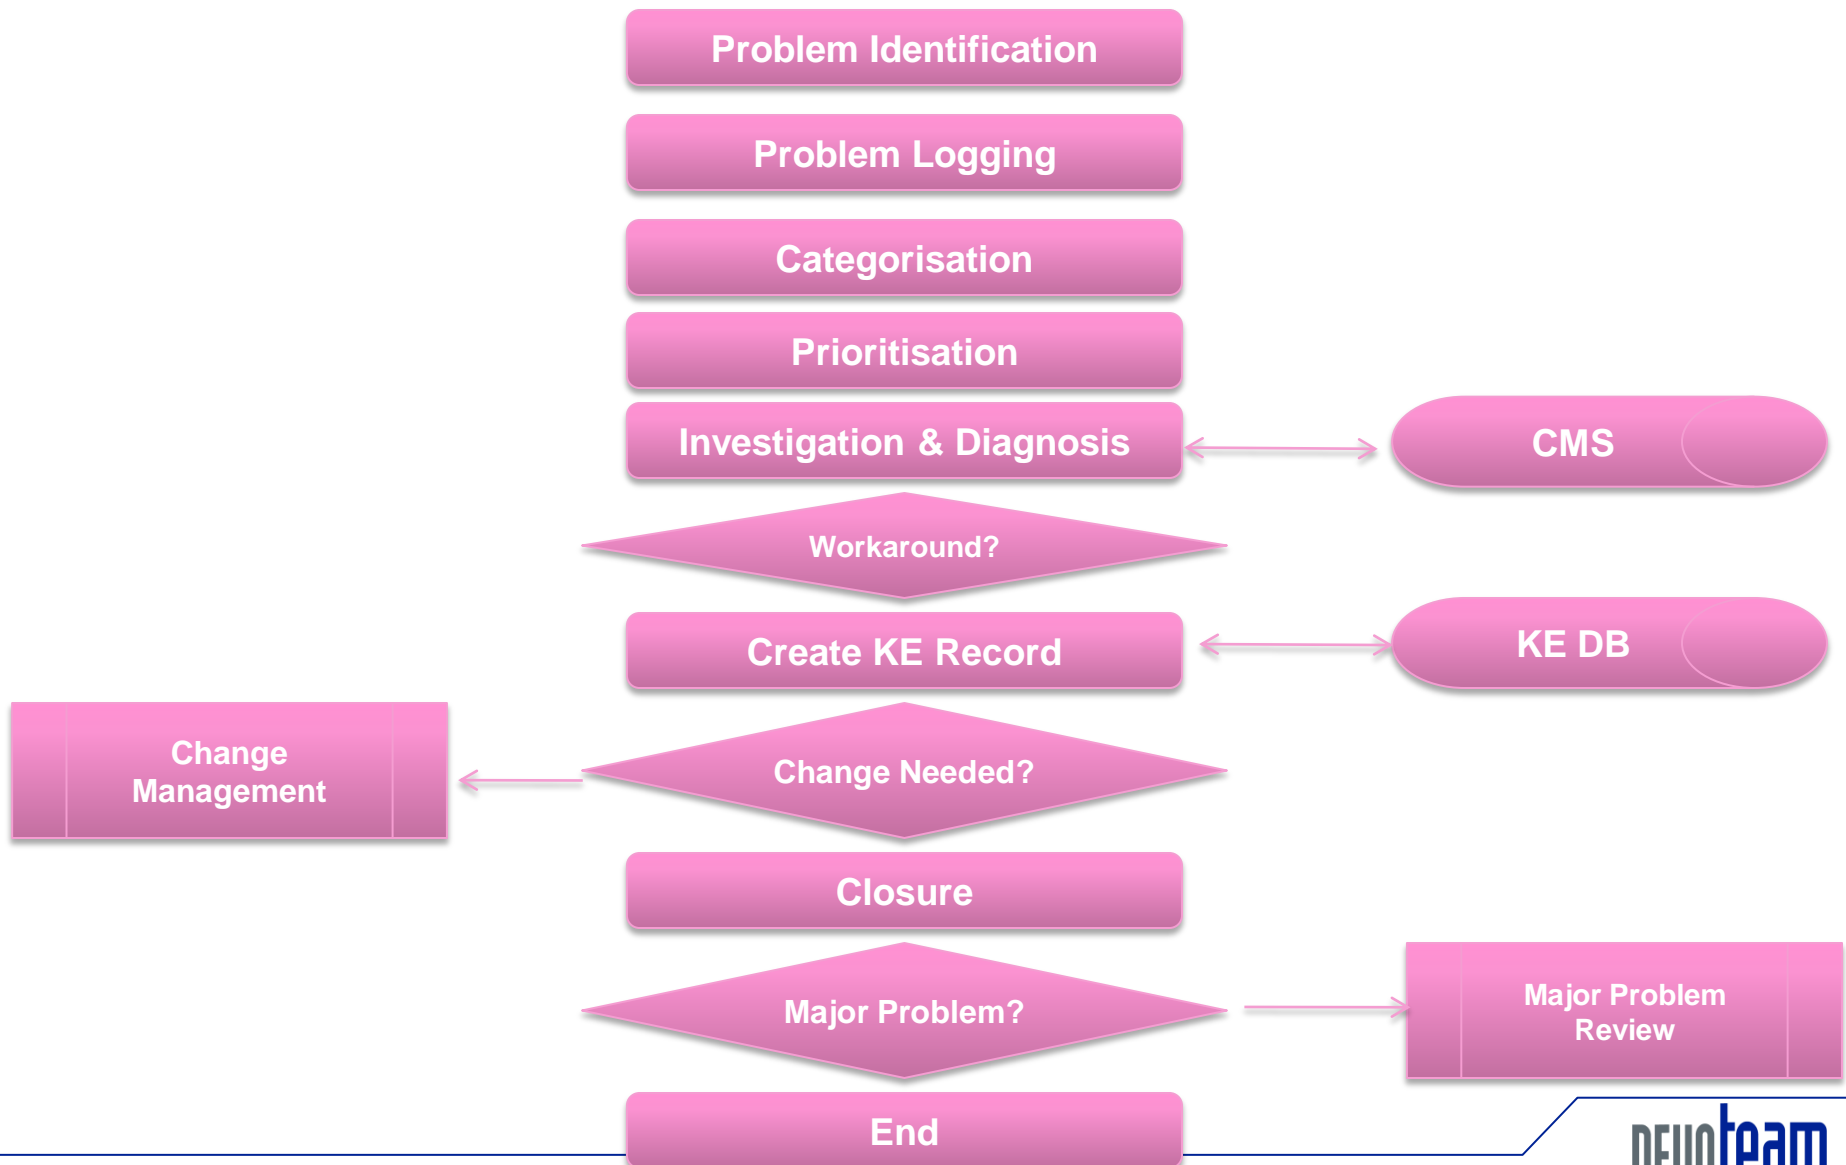 Problem Identification
Problem Logging
Categorisation
Prioritisation
Investigation & Diagnosis
CMS
Workaround?
Create KE Record
KE DB
Change
Management
Change Needed?
Closure
Major Problem?
Major Problem
Review
End
team